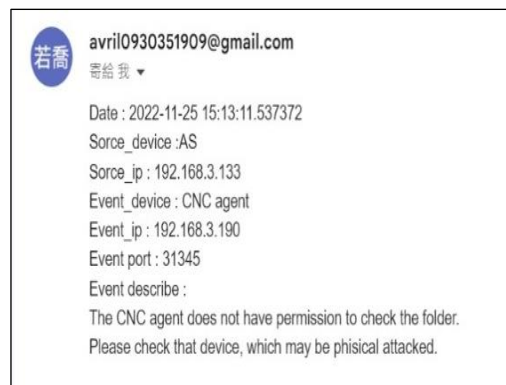 若喬
avril0930351909@gmail.com
寄給 我
Date : 2022-11-25 15:13:11.537372
Sorce_device :AS
Sorce_ip : 192.168.3.133
Event_device : CNC agent
Event_ip : 192.168.3.190
Event port : 31345
Event describe :
The CNC agent does not have permission to check the folder.
Please check that device, which may be phisical attacked.